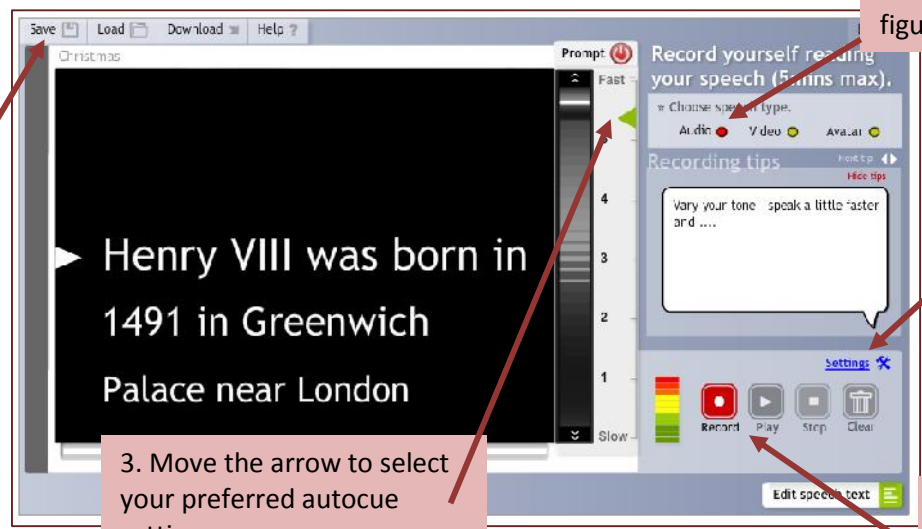 Save Load Download Help ?
figu
Christmas
Prompt
Record yourself reading
your speech (5mins max).
Fast
Choose speech type.
Audio Video Avatar
Recording tips Next tip
Hide tips
Vary your tone - speak a little faster
and ....
4
Henry VIII was born in
3
1491 in Greenwich
2
Settings
Palace near London
1
Record Play Stop Clear
Slow
3. Move the arrow to select
your preferred autocue
Edit speech text